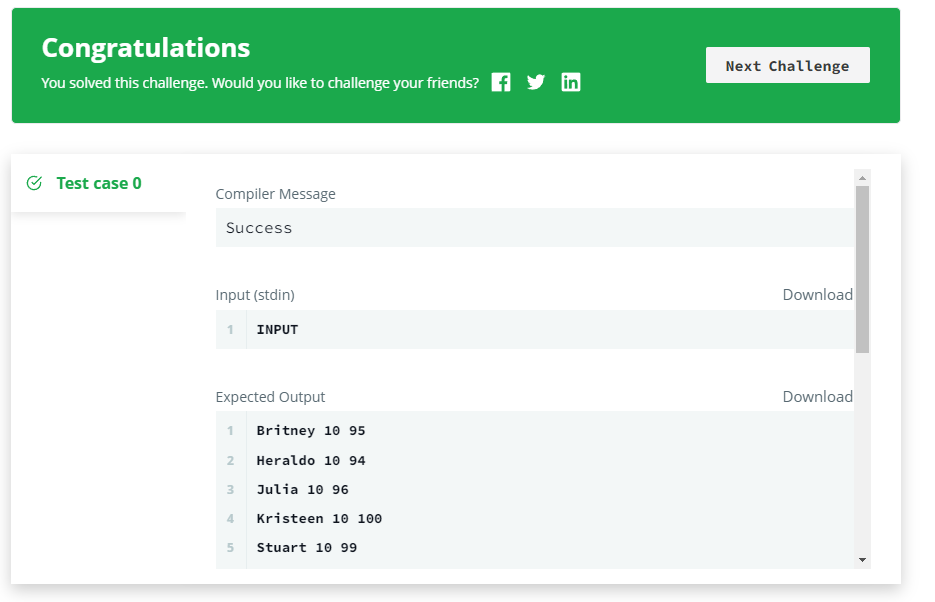 Congratulations
You solved this challenge. Would you like to challenge your friends?
Next Challenge
Test case 0
Compiler Message
Success
Input (stdin)
Download
1 INPUT
Expected Output
Download
1 Britney 10 95
2 Heraldo 10 94
3 Julia 10 96
4 Kristeen 10 100
5 Stuart 10 99